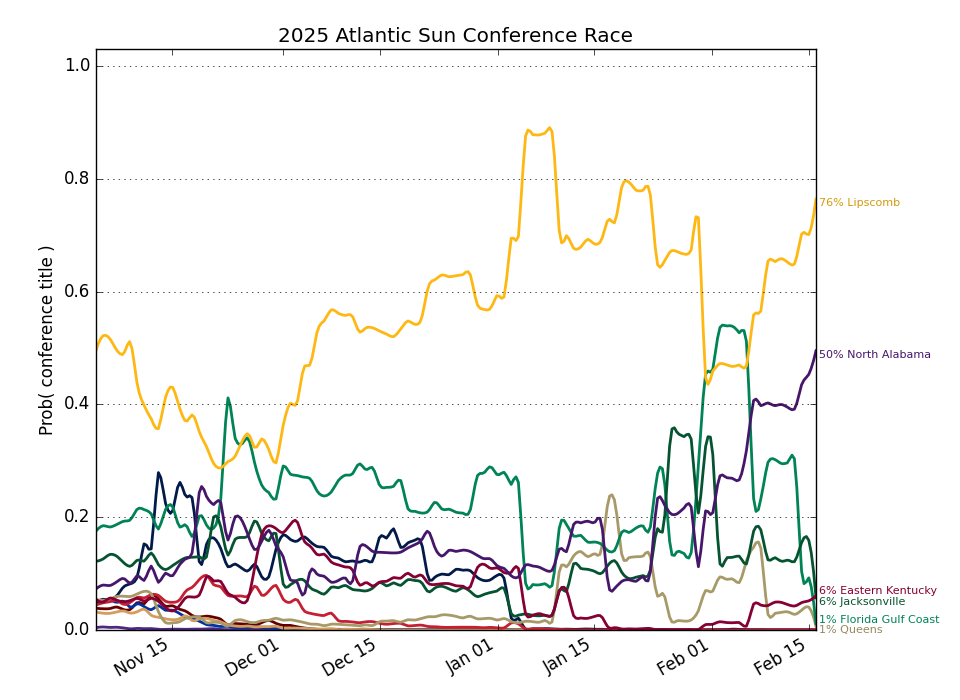 2025 Atlantic Sun Conference Race
Prob( conference title )
1.0
0.8
0.6
0.4
0.2
0.0
76% Lipscomb
50% North Alabama
6% Eastern Kentucky
6% Jacksonville
1% Florida Gulf Coast
1% Queens
Nov 15
Dec 01
Dec 15
Jan 01
Jan 15
Feb 01
Feb 15